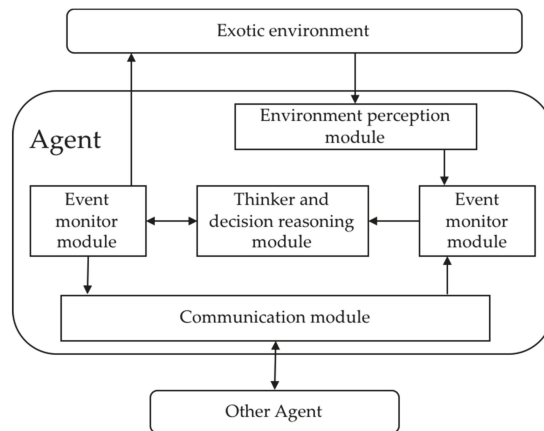 Exotic environment
Agent
Environment perception
module
Event
monitor
module
Thinker and
decision reasoning
module
Event
monitor
module
Communication module
Other Agent